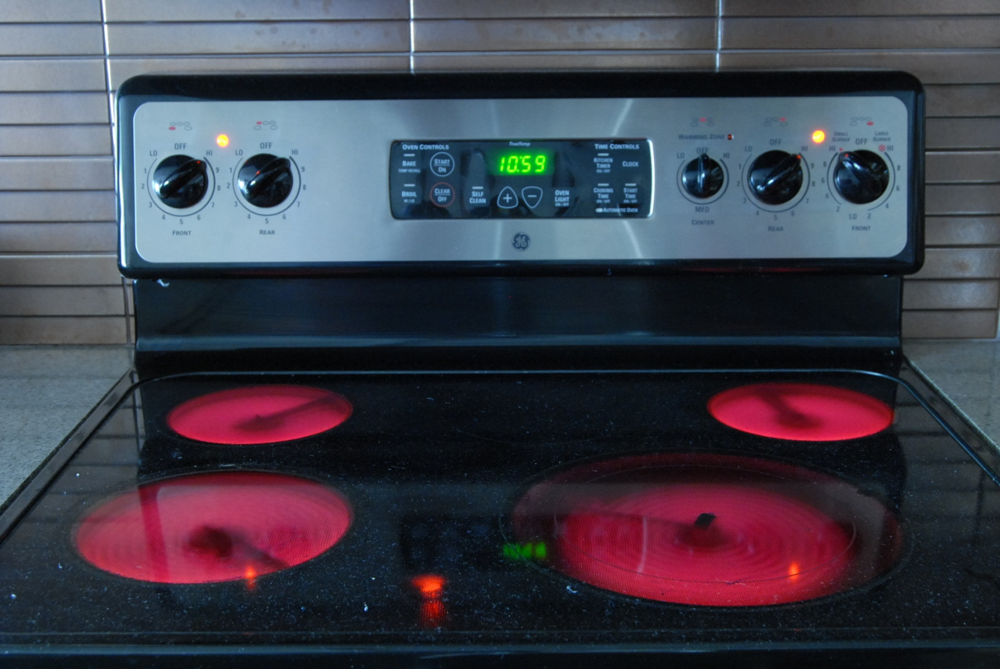 OFF
LO
HI
1
2
3
4
5
6
7
8
9
FRONT
OFF
LO
HI
1
2
3
4
5
6
7
8
9
REAR
OVEN CONTROLS
BAKE
TEMP RECALL
START
ON
BROIL
HI / LO
CLEAR
OFF
SELF
CLEAN
TrueTemp
10:59
+
−
OVEN
LIGHT
ON / OFF
TIME CONTROLS
KITCHEN
TIMER
ON / OFF
CLOCK
COOKING
TIME
ON / OFF
START
TIME
ON / OFF
AUTOMATIC OVEN
GE
WARMING ZONE
OFF
LO
HI
MED
CENTER
OFF
LO
HI
1
2
3
4
5
6
7
8
9
REAR
SMALL
BURNER
OFF
LARGE
BURNER
HI
HI
8
6
4
2
LO
2
4
6
8
FRONT